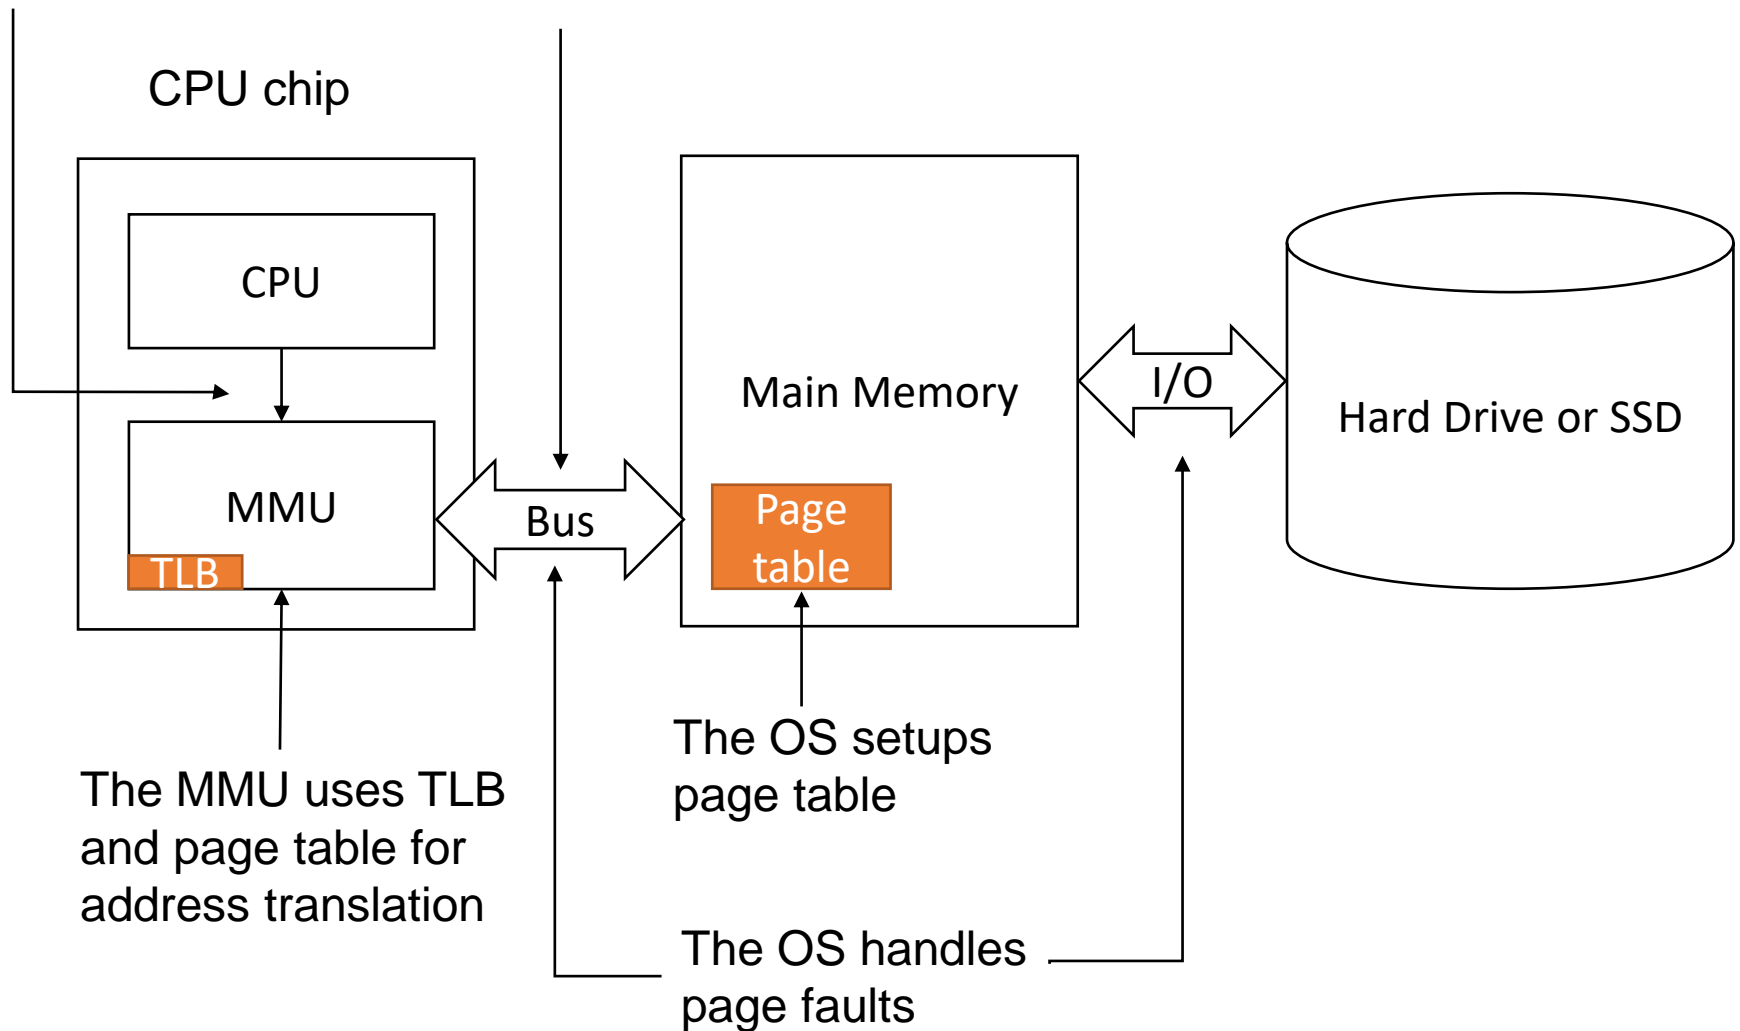 CPU chip
CPU
MMU
TLB
Bus
Main Memory
Page
table
I/O
Hard Drive or SSD
The MMU uses TLB
and page table for
address translation
The OS setups
page table
The OS handles
page faults